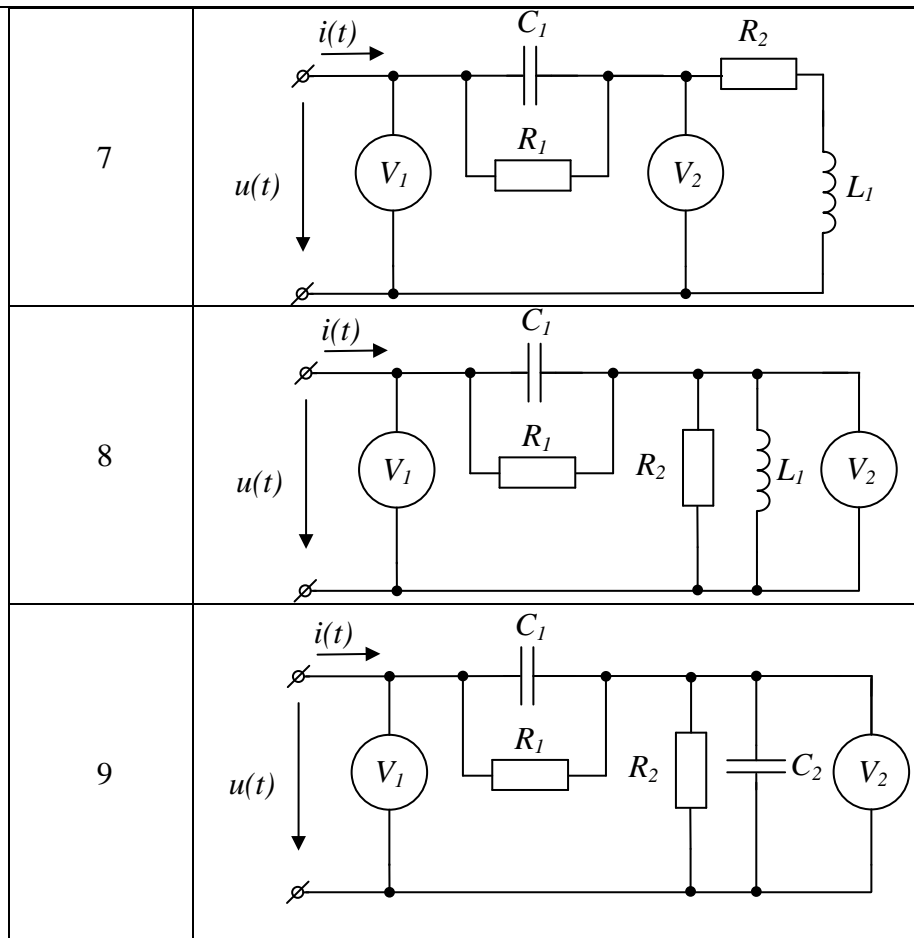 7
i(t)
C1
R2
R1
V1
V2
u(t)
L1
8
i(t)
C1
R1
V1
R2
L1
V2
u(t)
9
i(t)
C1
R1
V1
R2
C2
V2
u(t)